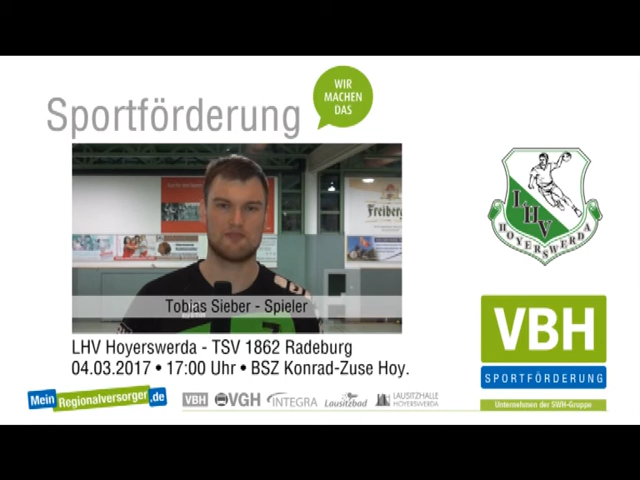 Sportförderung
WIR
MACHEN
DAS
Freiberg
Tobias Sieber - Spieler
LHV
HOYERSWERDA
LHV Hoyerswerda - TSV 1862 Radeburg
04.03.2017 • 17:00 Uhr • BSZ Konrad-Zuse Hoy.
VBH
SPORTFÖRDERUNG
Unternehmen der SWH-Gruppe
Mein Regionalversorger.de
VBH VGH INTEGRA Lausitzbad LAUSITZHALLE
HOYERSWERDA